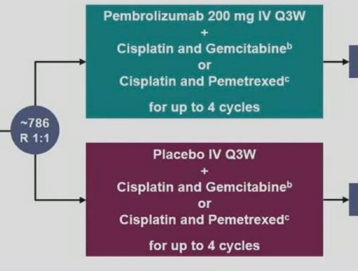 Pembrolizumab 200 mg IV Q3W
+
Cisplatin and Gemcitabineᵇ
or
Cisplatin and Pemetrexedᶜ
for up to 4 cycles
~786
R 1:1
Placebo IV Q3W
+
Cisplatin and Gemcitabineᵇ
or
Cisplatin and Pemetrexedᶜ
for up to 4 cycles